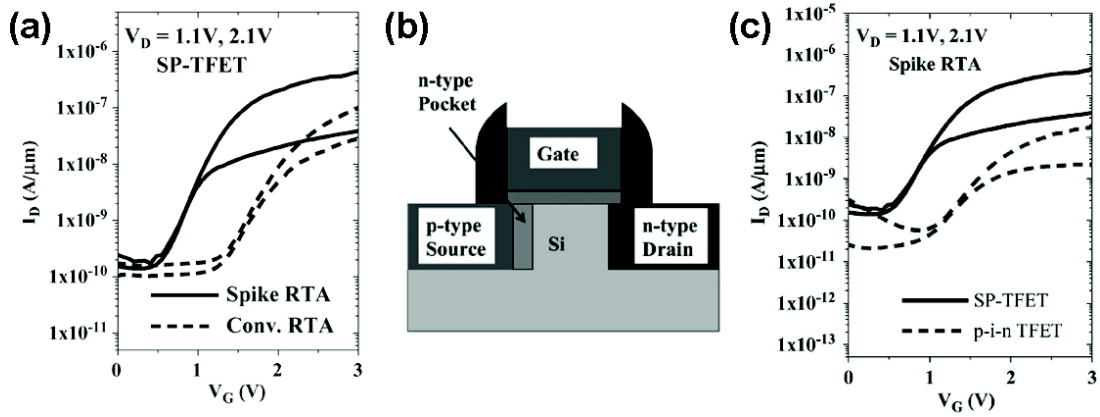 (a)
V_D = 1.1V, 2.1V
SP-TFET
1x10⁻⁶
1x10⁻⁷
1x10⁻⁸
1x10⁻⁹
1x10⁻¹⁰
1x10⁻¹¹
I_D (A/µm)
Spike RTA
Conv. RTA
0 1 2 3
V_G (V)
(b)
n-type
Pocket
Gate
p-type
Source
Si
n-type
Drain
(c)
V_D = 1.1V, 2.1V
Spike RTA
1x10⁻⁵
1x10⁻⁶
1x10⁻⁷
1x10⁻⁸
1x10⁻⁹
1x10⁻¹⁰
1x10⁻¹¹
1x10⁻¹²
1x10⁻¹³
I_D (A/µm)
SP-TFET
p-i-n TFET
0 1 2 3
V_G (V)